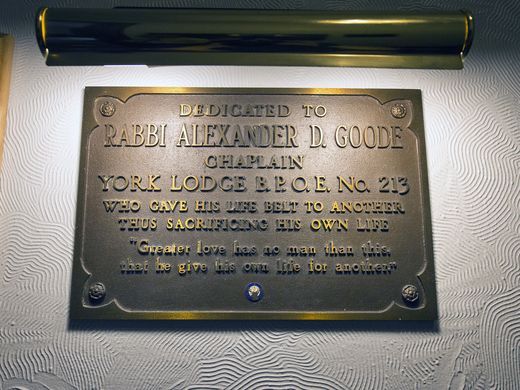 DEDICATED TO
RABBI ALEXANDER D. GOODE
CHAPLAIN
YORK LODGE B.P.O.E. NO. 213
WHO GAVE HIS LIFE BELT TO ANOTHER
THUS SACRIFICING HIS OWN LIFE
"Greater love has no man than this,
that he give his own life for another."